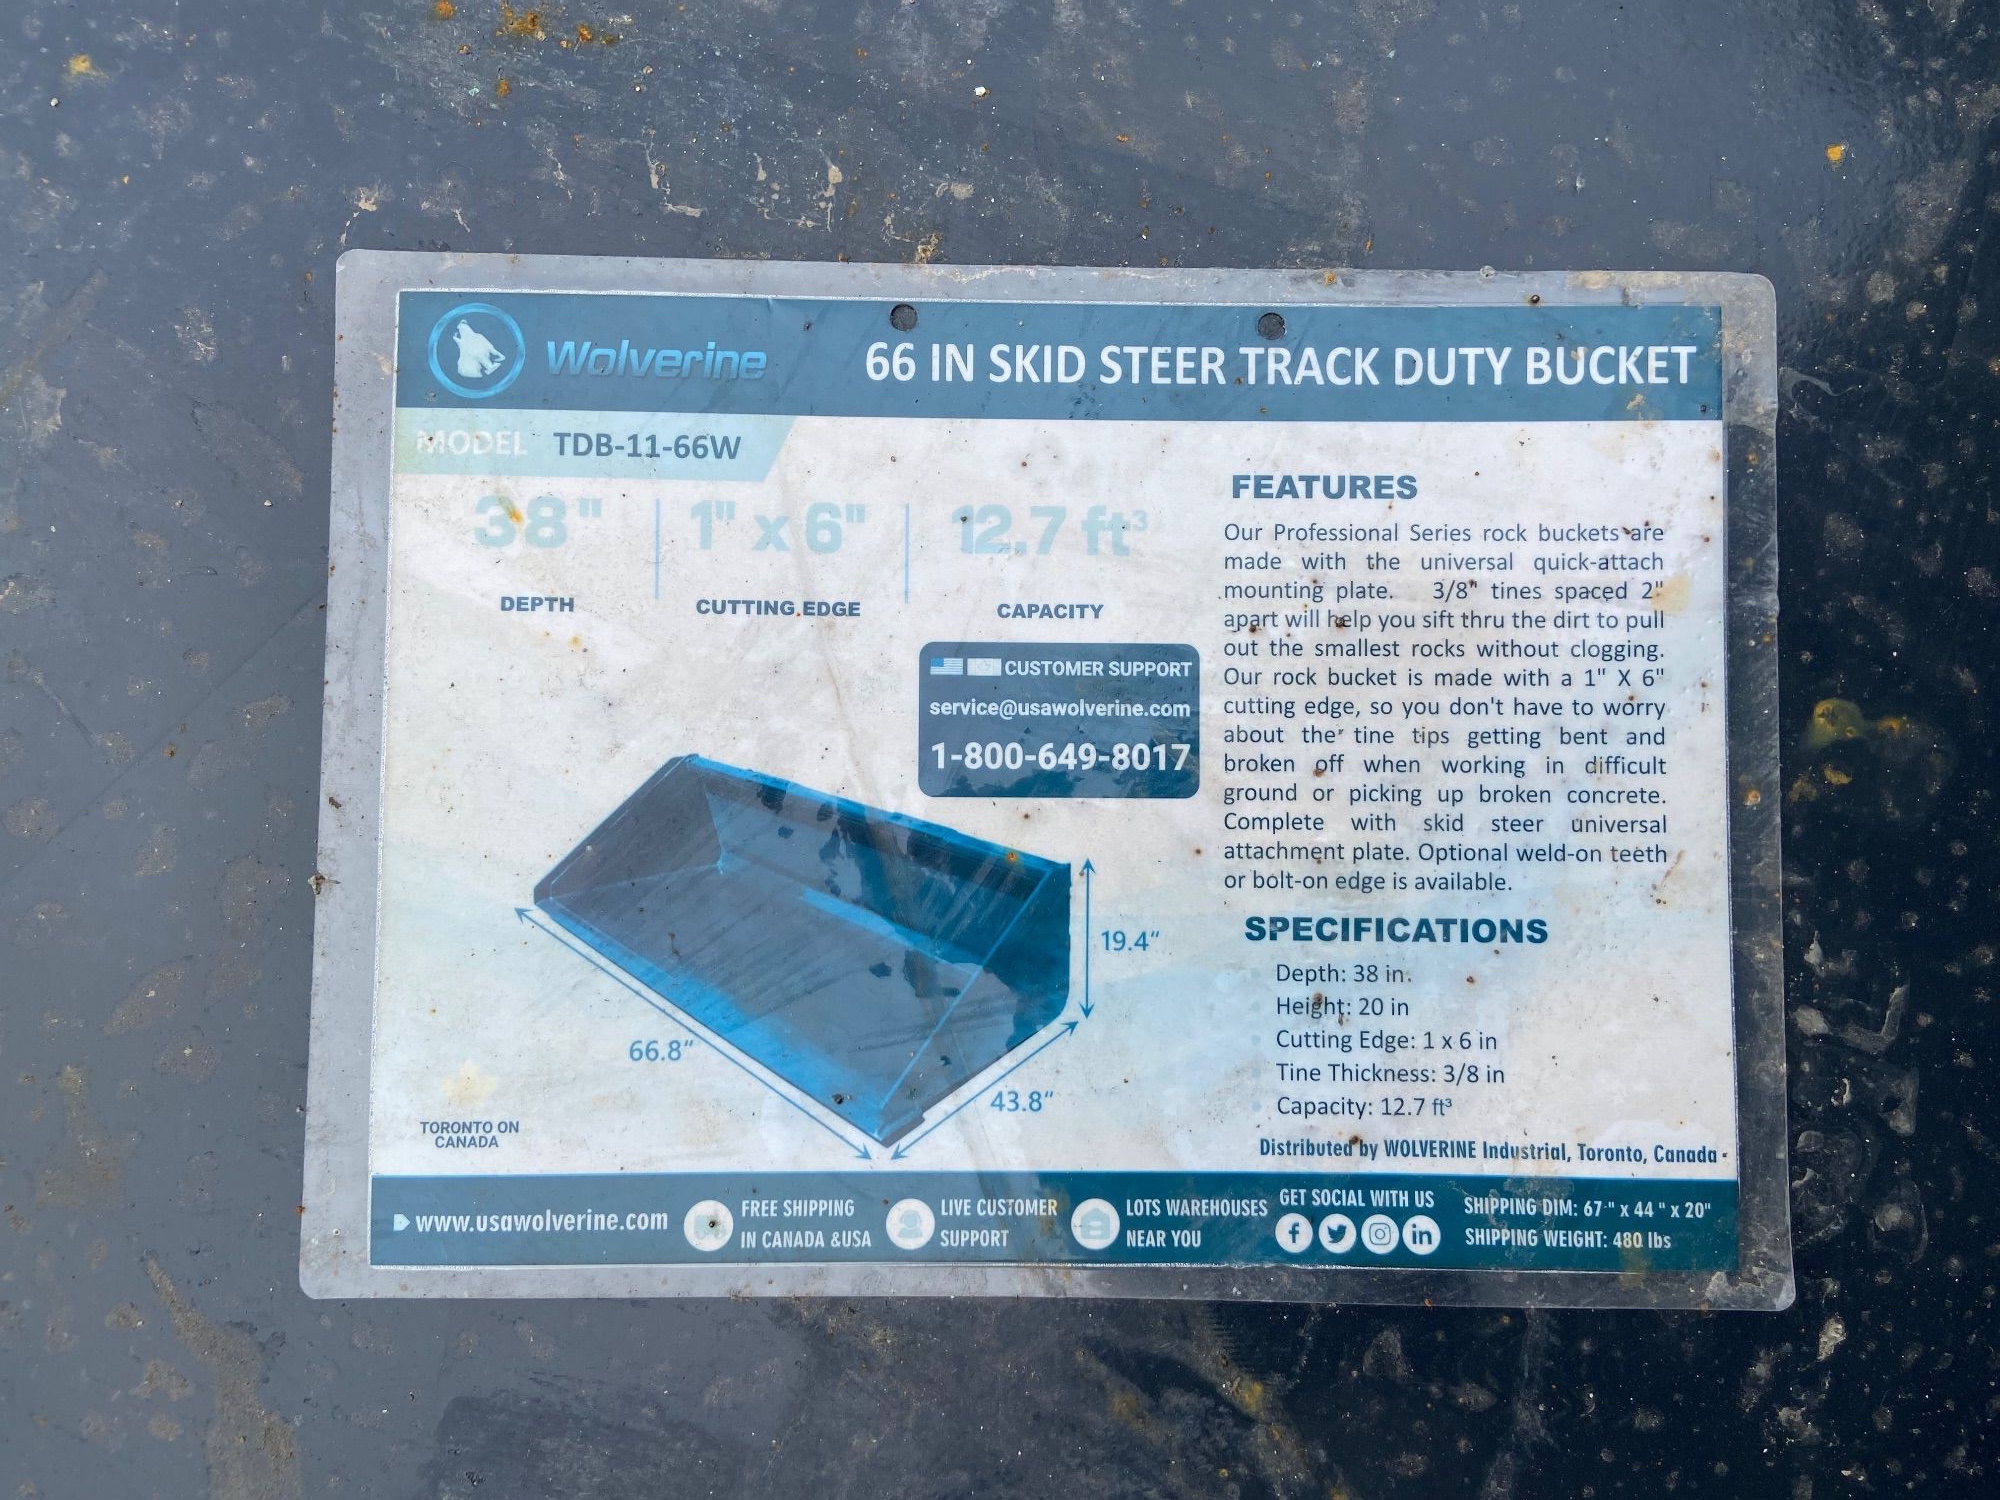 Wolverine
66 IN SKID STEER TRACK DUTY BUCKET
MODEL TDB-11-66W
38" 1" x 6" 12.7 ft³
DEPTH CUTTING EDGE CAPACITY
CUSTOMER SUPPORT
service@usawolverine.com
1-800-649-8017
66.8"
43.8"
19.4"
TORONTO ON
CANADA
FEATURES
Our Professional Series rock buckets are
made with the universal quick-attach
mounting plate. 3/8" tines spaced 2"
apart will help you sift thru the dirt to pull
out the smallest rocks without clogging.
Our rock bucket is made with a 1" X 6"
cutting edge, so you don't have to worry
about the tine tips getting bent and
broken off when working in difficult
ground or picking up broken concrete.
Complete with skid steer universal
attachment plate. Optional weld-on teeth
or bolt-on edge is available.
SPECIFICATIONS
Depth: 38 in.
Height: 20 in
Cutting Edge: 1 x 6 in
Tine Thickness: 3/8 in
Capacity: 12.7 ft³
Distributed by WOLVERINE Industrial, Toronto, Canada
www.usawolverine.com
FREE SHIPPING
IN CANADA &USA
LIVE CUSTOMER
SUPPORT
LOTS WAREHOUSES
NEAR YOU
GET SOCIAL WITH US
SHIPPING DIM: 67 " x 44 " x 20"
SHIPPING WEIGHT: 480 lbs